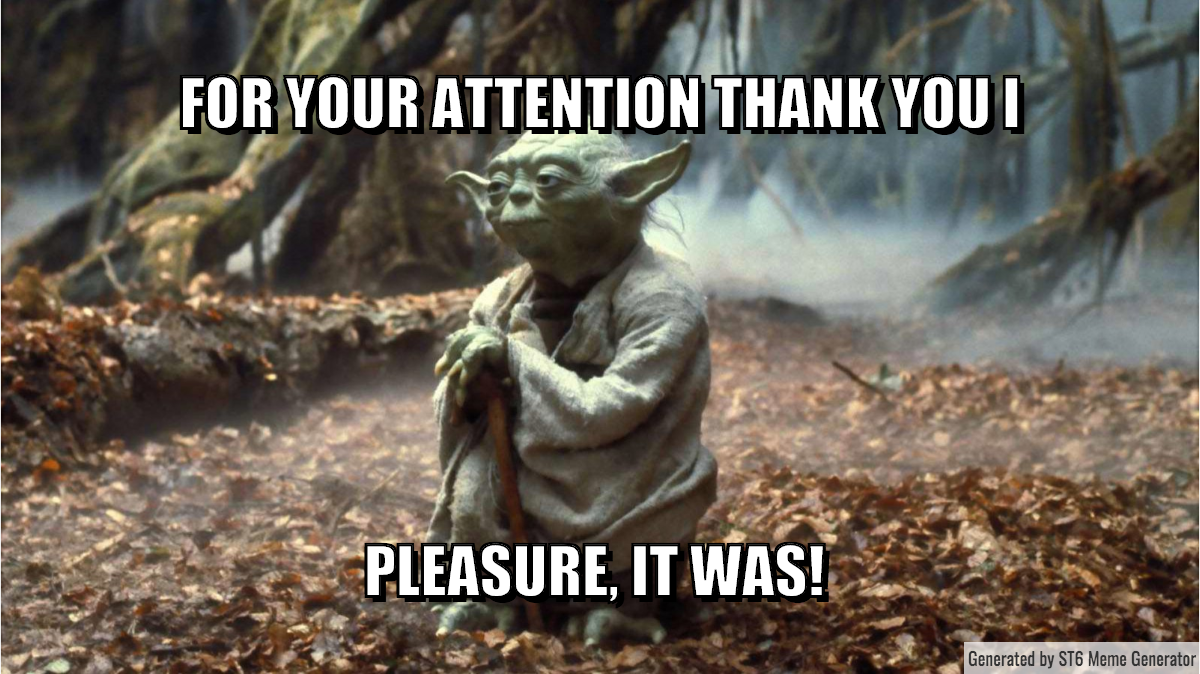 FOR YOUR ATTENTION THANK YOU I
PLEASURE, IT WAS!
Generated by ST6 Meme Generator